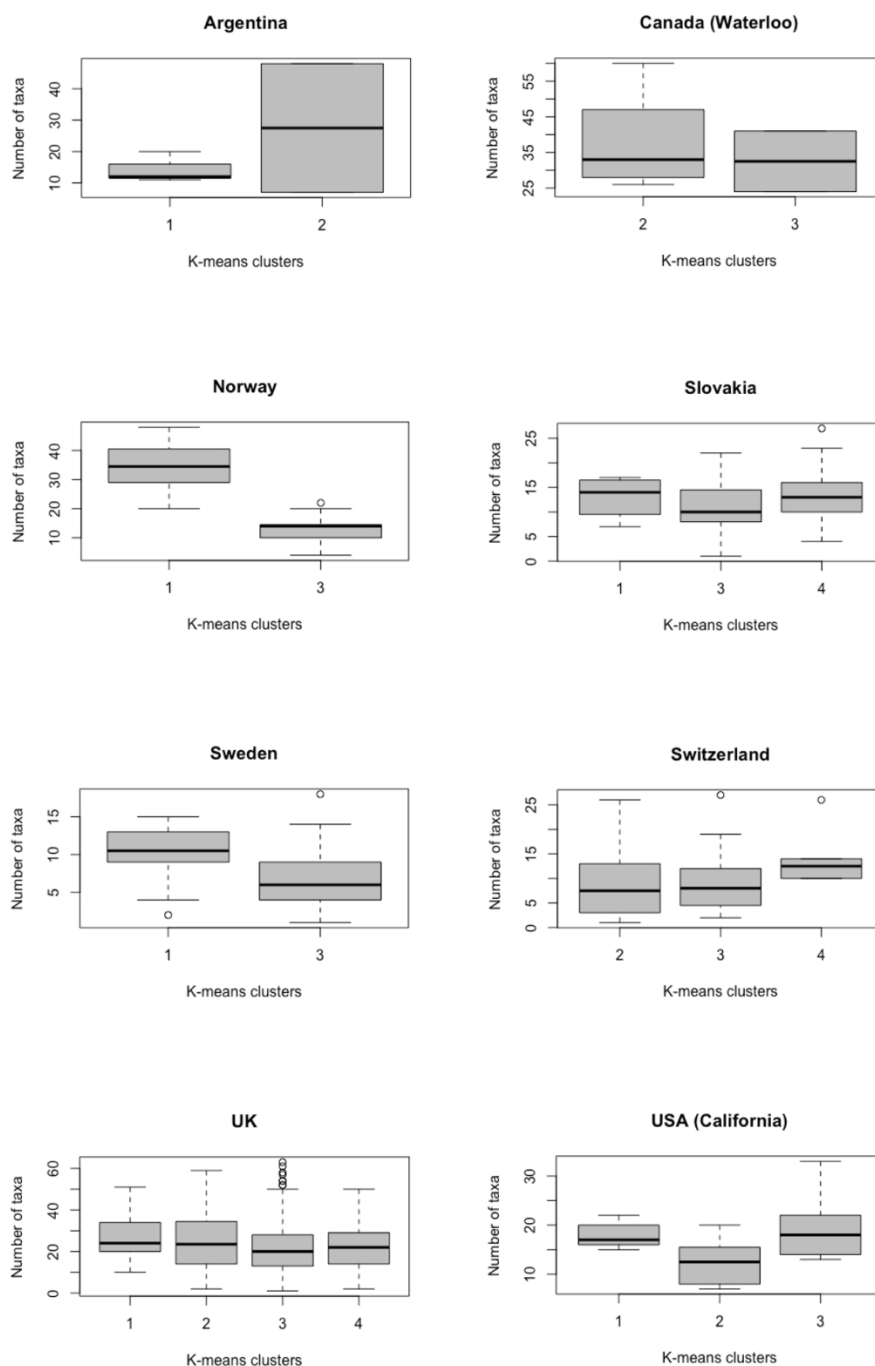 Argentina
Number of taxa
40
30
20
10
1 2
K-means clusters
Canada (Waterloo)
Number of taxa
55
45
35
25
2 3
K-means clusters
Norway
Number of taxa
40
30
20
10
1 3
K-means clusters
Slovakia
Number of taxa
25
15
5
0
1 3 4
K-means clusters
Sweden
Number of taxa
15
10
5
1 3
K-means clusters
Switzerland
Number of taxa
25
15
5
0
2 3 4
K-means clusters
UK
Number of taxa
60
40
20
0
1 2 3 4
K-means clusters
USA (California)
Number of taxa
30
20
10
1 2 3
K-means clusters